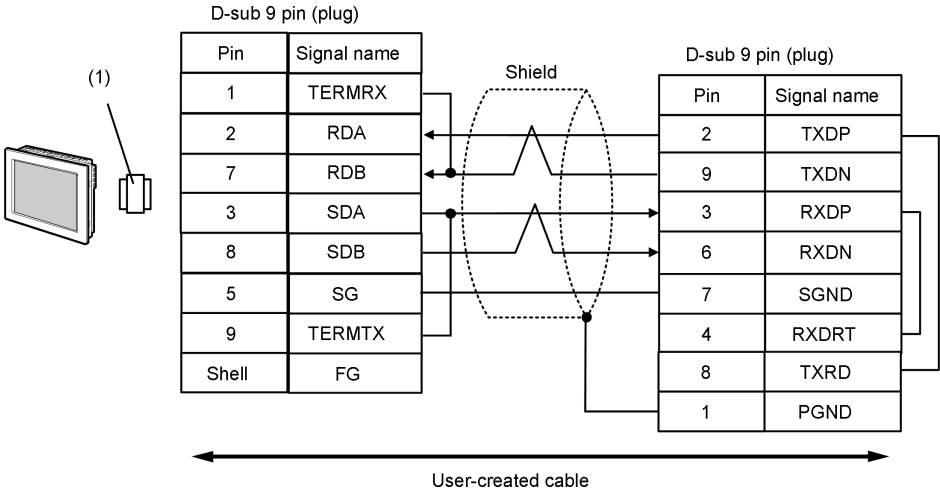 D-sub 9 pin (plug)
Pin Signal name
1 TERMRX
2 RDA
7 RDB
3 SDA
8 SDB
5 SG
9 TERMTX
Shell FG
(1)
Shield
D-sub 9 pin (plug)
Pin Signal name
2 TXDP
9 TXDN
3 RXDP
6 RXDN
7 SGND
4 RXDRT
8 TXRD
1 PGND
User-created cable